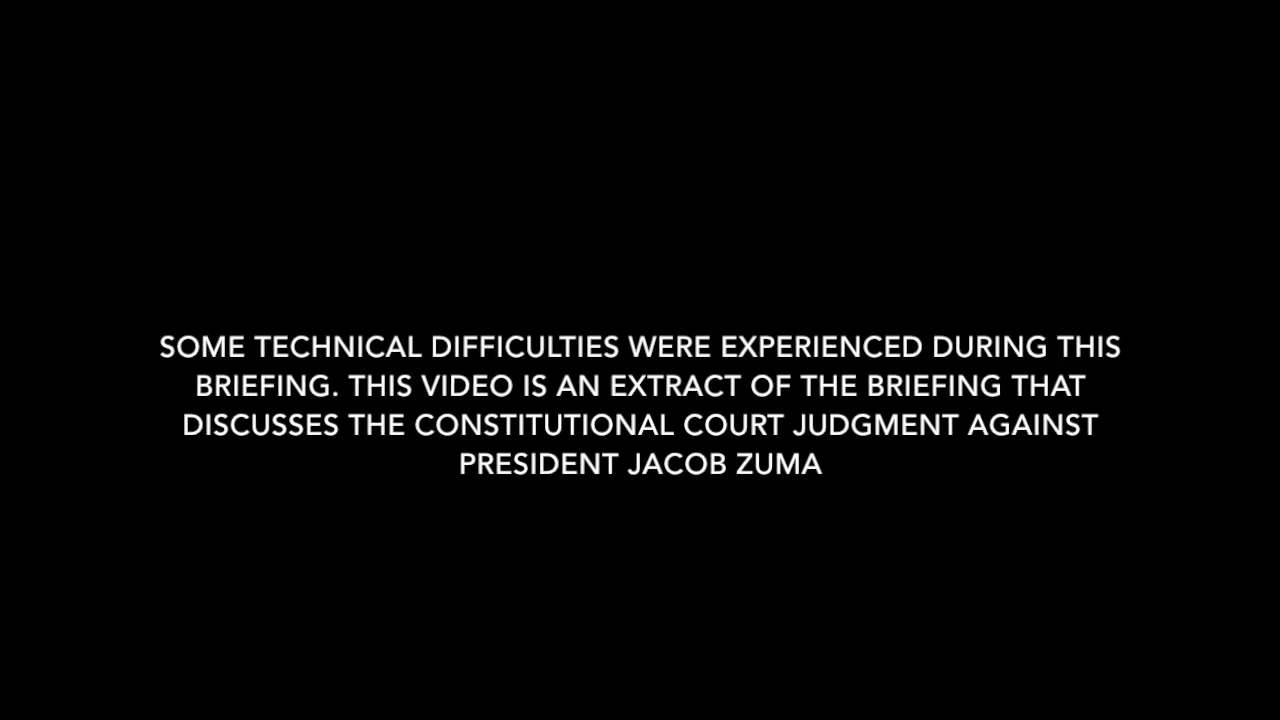 SOME TECHNICAL DIFFICULTIES WERE EXPERIENCED DURING THIS
BRIEFING. THIS VIDEO IS AN EXTRACT OF THE BRIEFING THAT
DISCUSSES THE CONSTITUTIONAL COURT JUDGMENT AGAINST
PRESIDENT JACOB ZUMA